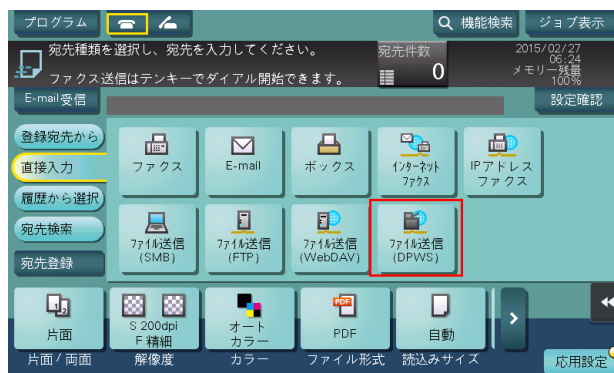 プログラム
機能検索
ジョブ表示
宛先種類を選択し、宛先を入力してください。
ファクス送信はテンキーでダイアル開始できます。
宛先件数
0
2015/02/27
06:24
メモリー残量
100%
E-mail受信
設定確認
登録宛先から
直接入力
履歴から選択
宛先検索
宛先登録
ファクス
E-mail
ボックス
インターネット
ファクス
IPアドレス
ファクス
ファイル送信
(SMB)
ファイル送信
(FTP)
ファイル送信
(WebDAV)
ファイル送信
(DPWS)
片面
片面 / 両面
S 200dpi
F 精細
解像度
オート
カラー
カラー
PDF
PDF
ファイル形式
自動
読込みサイズ
応用設定